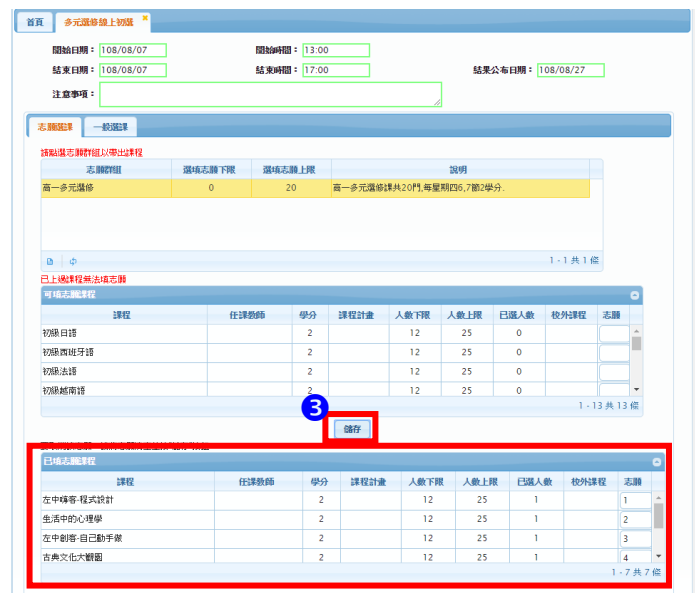 首頁 多元選修線上初選
開始日期： 108/08/07 開始時間： 13:00
結束日期： 108/08/07 結束時間： 17:00 結果公布日期： 108/08/27
注意事項：
志願選課 一般選課
請點選志願群組以帶出課程
志願群組 選填志願下限 選填志願上限 說明
高一多元選修 0 20 高一多元選修課共20門,每星期四6,7節2學分.
1 - 1 共 1 條
已上過課程無法填志願
可填志願課程
課程 任課教師 學分 課程計畫 人數下限 人數上限 已選人數 校外課程 志願
初級日語 2 12 25 0
初級西班牙語 2 12 25 0
初級法語 2 12 25 0
初級越南語 2 12 25 0
1 - 13 共 13 條
3
儲存
已填志願課程
課程 任課教師 學分 課程計畫 人數下限 人數上限 已選人數 校外課程 志願
左中嗨客-程式設計 2 12 25 1 1
生活中的心理學 2 12 25 1 2
左中創客-自己動手做 2 12 25 1 3
古典文化大觀園 2 12 25 1 4
1 - 7 共 7 條